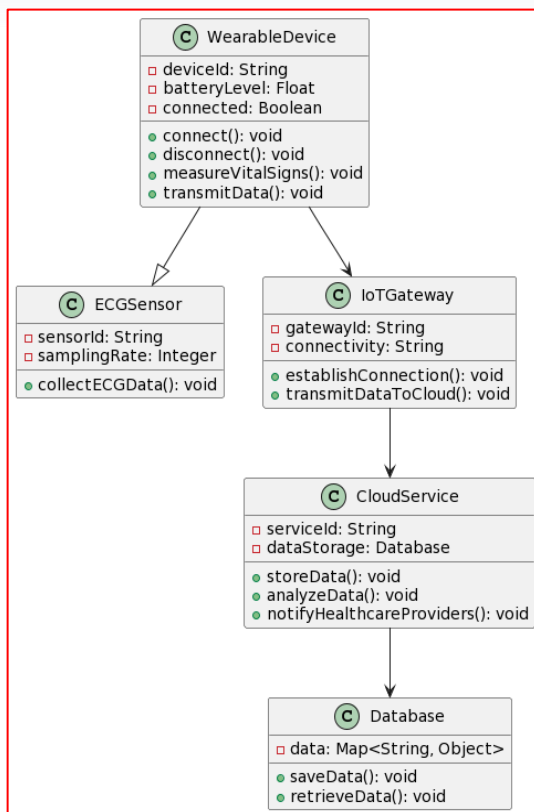 C WearableDevice
deviceId: String
batteryLevel: Float
connected: Boolean
connect(): void
disconnect(): void
measureVitalSigns(): void
transmitData(): void
C ECGSensor
sensorId: String
samplingRate: Integer
collectECGData(): void
C IoTGateway
gatewayId: String
connectivity: String
establishConnection(): void
transmitDataToCloud(): void
C CloudService
serviceId: String
dataStorage: Database
storeData(): void
analyzeData(): void
notifyHealthcareProviders(): void
C Database
data: Map<String, Object>
saveData(): void
retrieveData(): void